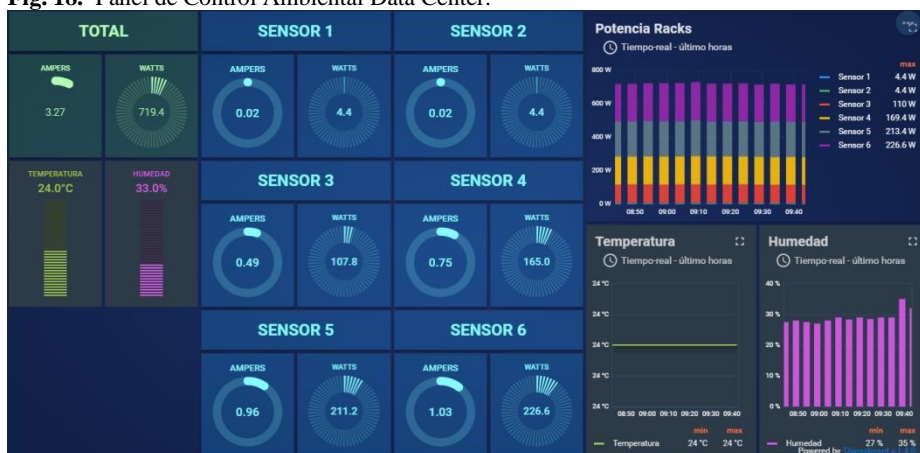 Fig. 18. Panel de Control Ambiental Data Center.
TOTAL
AMPERS
3.27
WATTS
719.4
TEMPERATURA
24.0°C
HUMEDAD
33.0%
SENSOR 1
AMPERS
0.02
WATTS
4.4
SENSOR 2
AMPERS
0.02
WATTS
4.4
SENSOR 3
AMPERS
0.49
WATTS
107.8
SENSOR 4
AMPERS
0.75
WATTS
165.0
SENSOR 5
AMPERS
0.96
WATTS
211.2
SENSOR 6
AMPERS
1.03
WATTS
226.6
Potencia Racks
Tiempo-real - último horas
800 W
600 W
400 W
200 W
0 W
08:50 09:00 09:10 09:20 09:30 09:40
max
Sensor 1 4.4 W
Sensor 2 4.4 W
Sensor 3 110 W
Sensor 4 169.4 W
Sensor 5 213.4 W
Sensor 6 226.6 W
Temperatura
Tiempo-real - último horas
24 °C
24 °C
24 °C
24 °C
24 °C
08:50 09:00 09:10 09:20 09:30 09:40
min max
Temperatura 24 °C 24 °C
Humedad
Tiempo-real - último horas
40 %
30 %
20 %
10 %
0 %
08:50 09:00 09:10 09:20 09:30 09:40
min max
Humedad 27 % 35 %
Powered by